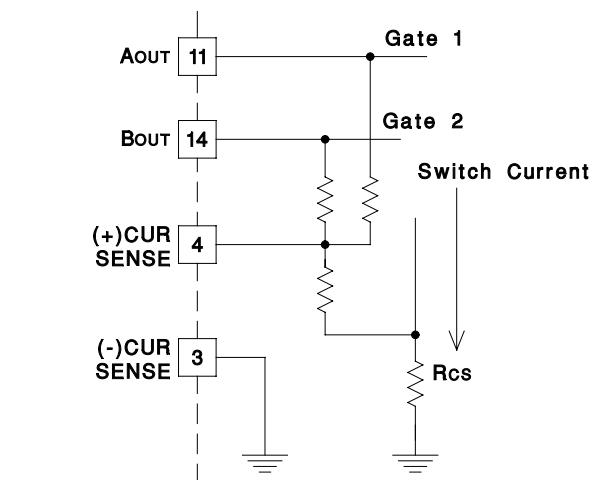 AOUT 11 Gate 1
BOUT 14 Gate 2
Switch Current
(+)CUR
SENSE 4
(-)CUR
SENSE 3
Rcs